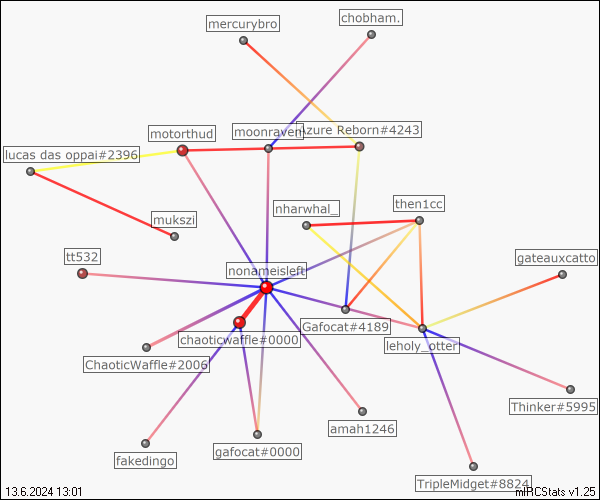 mercurybro
chobham.
motorthud
moonraven
Azure Reborn#4243
lucas das oppai#2396
mukszi
nharwhal_
then1cc
tt532
nonameisleft
gateauxcatto
chaoticwaffle#0000
Gafocat#4189
leholy_otter
ChaoticWaffle#2006
Thinker#5995
amah1246
gafocat#0000
fakedingo
TripleMidget#8824
13.6.2024 13:01
mIRCStats v1.25